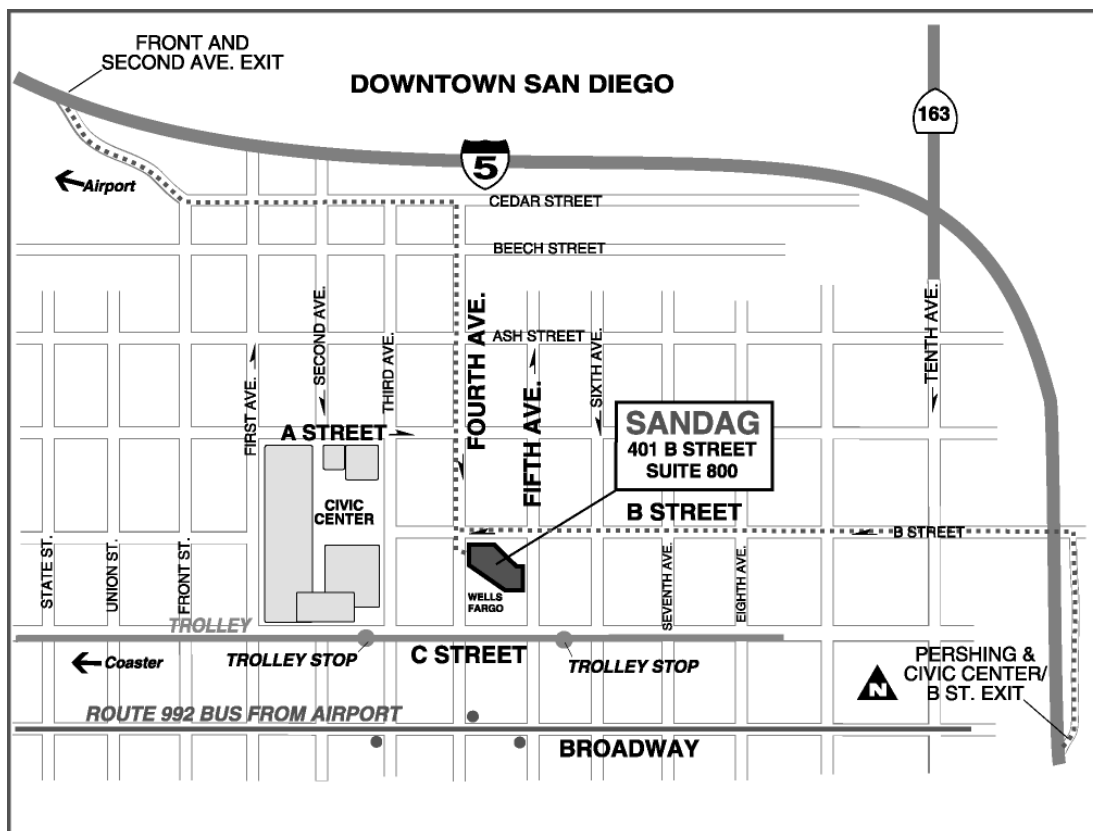 FRONT AND
SECOND AVE. EXIT
DOWNTOWN SAN DIEGO
163
5
Airport
CEDAR STREET
BEECH STREET
SECOND AVE.
FOURTH AVE.
ASH STREET
TENTH AVE.
FIRST AVE.
THIRD AVE.
FIFTH AVE.
SIXTH AVE.
A STREET
SANDAG
401 B STREET
SUITE 800
CIVIC
CENTER
B STREET
B STREET
STATE ST.
UNION ST.
FRONT ST.
WELLS
FARGO
SEVENTH AVE.
EIGHTH AVE.
TROLLEY
TROLLEY STOP
C STREET
TROLLEY STOP
Coaster
PERSHING &
CIVIC CENTER/
B ST. EXIT
N
ROUTE 992 BUS FROM AIRPORT
BROADWAY